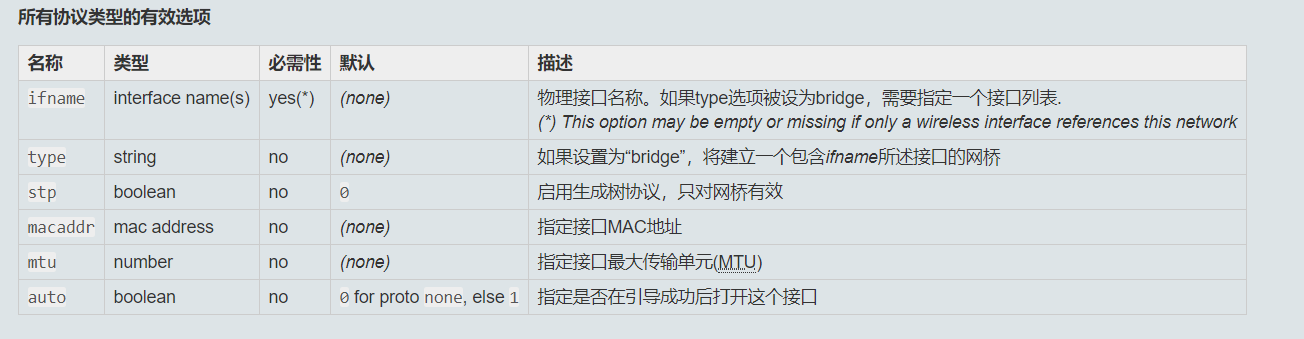 所有协议类型的有效选项
名称 类型 必需性 默认 描述
ifname interface name(s) yes(*) (none) 物理接口名称。如果type选项被设为bridge，需要指定一个接口列表.
(*) This option may be empty or missing if only a wireless interface references this network
type string no (none) 如果设置为“bridge”，将建立一个包含ifname所述接口的网桥
stp boolean no 0 启用生成树协议，只对网桥有效
macaddr mac address no (none) 指定接口MAC地址
mtu number no (none) 指定接口最大传输单元(MTU)
auto boolean no 0 for proto none, else 1 指定是否在引导成功后打开这个接口